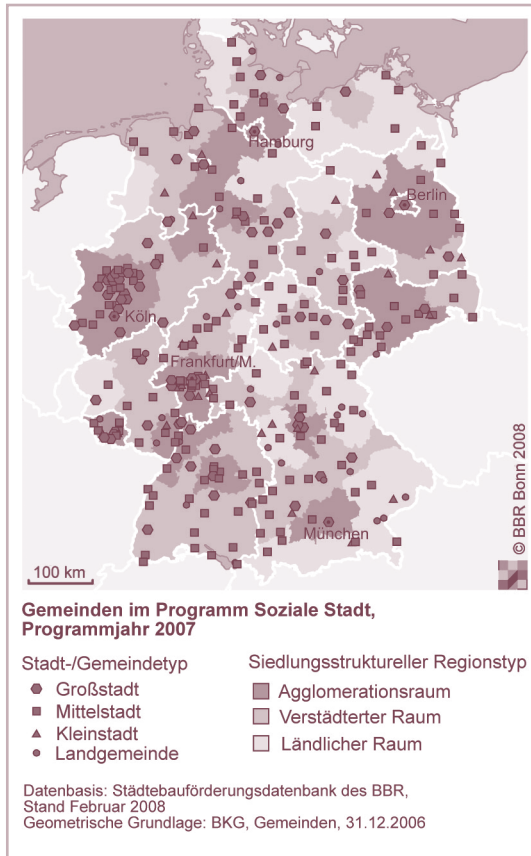 Hamburg
Berlin
Köln
Frankfurt/M.
München
100 km
© BBR Bonn 2008
Gemeinden im Programm Soziale Stadt,
Programmjahr 2007
Stadt-/Gemeindetyp
Großstadt
Mittelstadt
Kleinstadt
Landgemeinde
Siedlungsstruktureller Regionstyp
Agglomerationsraum
Verstädterter Raum
Ländlicher Raum
Datenbasis: Städtebauförderungsdatenbank des BBR,
Stand Februar 2008
Geometrische Grundlage: BKG, Gemeinden, 31.12.2006